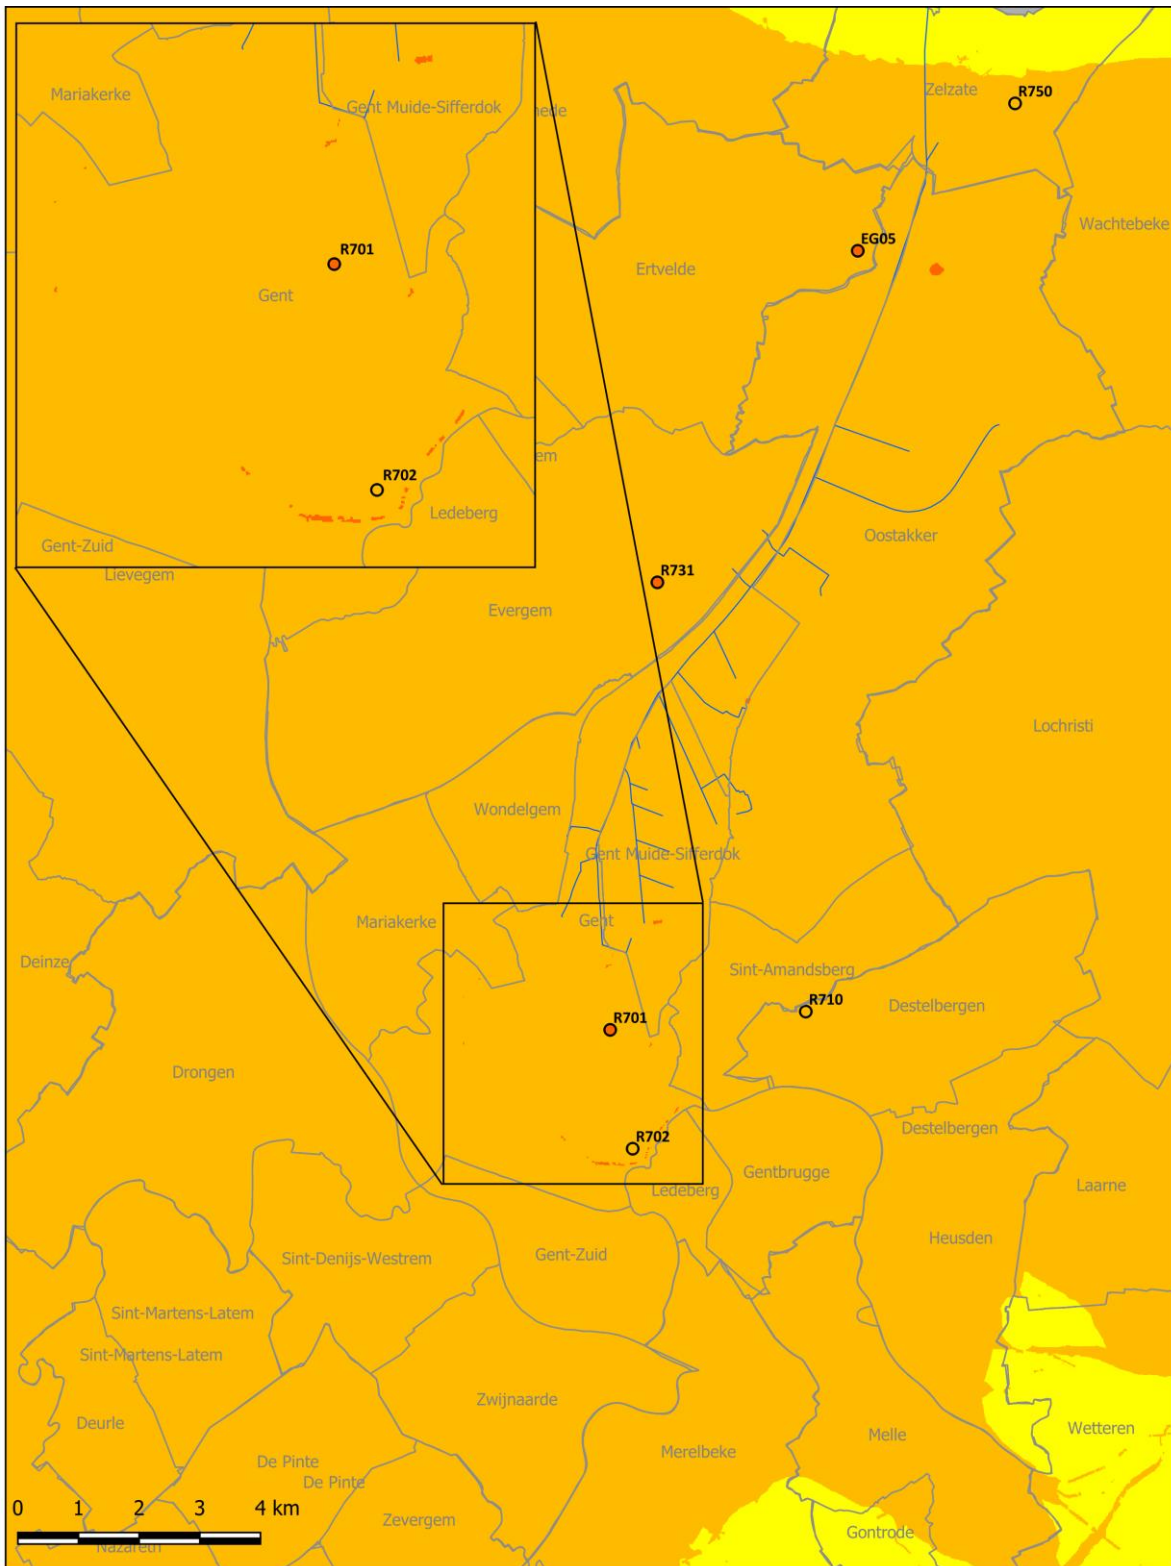 Mariakerke
Gent Muide-Sifferdok
R701
Gent
R702
Ledeberg
Gent-Zuid
Zelzate
R750
EG05
Ertvelde
Wachtebeke
Oostakker
R731
Lievegem
Evergem
Lochristi
Wondelgem
Gent Muide-Sifferdok
Mariakerke
Gent
Deinze
Sint-Amandsberg
R710
Destelbergen
R701
Drongen
Destelbergen
R702
Gentbrugge
Ledeberg
Laarne
Heusden
Sint-Denijs-Westrem
Gent-Zuid
Sint-Martens-Latem
Sint-Martens-Latem
Zwijnaarde
Deurle
Wetteren
Melle
Merelbeke
De Pinte
De Pinte
0 1 2 3 4 km
Zevergem
Gontrode
Nazareth